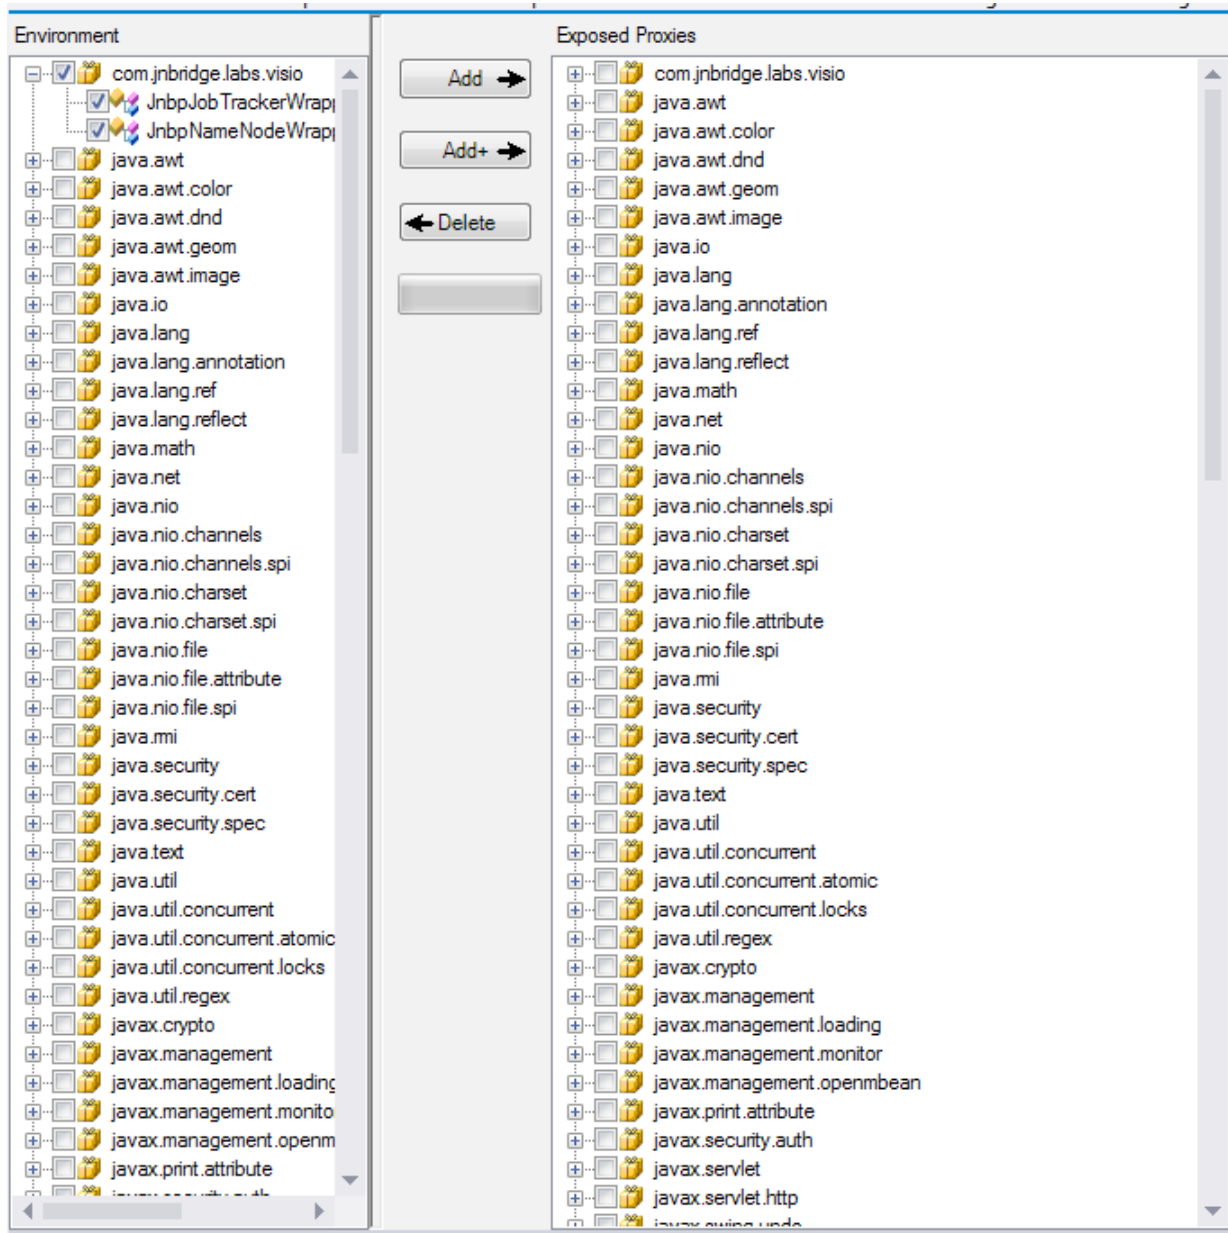 Environment
com.jnbridge.labs.visio
JnbpJobTrackerWrap
JnbpNameNodeWrap
java.awt
java.awt.color
java.awt.dnd
java.awt.geom
java.awt.image
java.io
java.lang
java.lang.annotation
java.lang.ref
java.lang.reflect
java.math
java.net
java.nio
java.nio.channels
java.nio.channels.spi
java.nio.charset
java.nio.charset.spi
java.nio.file
java.nio.file.attribute
java.nio.file.spi
java.rmi
java.security
java.security.cert
java.security.spec
java.text
java.util
java.util.concurrent
java.util.concurrent.atomic
java.util.concurrent.locks
java.util.regex
javax.crypto
javax.management
javax.management.loading
javax.management.monito
javax.management.openm
javax.print.attribute
Add
Add+
Delete
Exposed Proxies
com.jnbridge.labs.visio
java.awt
java.awt.color
java.awt.dnd
java.awt.geom
java.awt.image
java.io
java.lang
java.lang.annotation
java.lang.ref
java.lang.reflect
java.math
java.net
java.nio
java.nio.channels
java.nio.channels.spi
java.nio.charset
java.nio.charset.spi
java.nio.file
java.nio.file.attribute
java.nio.file.spi
java.rmi
java.security
java.security.cert
java.security.spec
java.text
java.util
java.util.concurrent
java.util.concurrent.atomic
java.util.concurrent.locks
java.util.regex
javax.crypto
javax.management
javax.management.loading
javax.management.monitor
javax.management.openmbean
javax.print.attribute
javax.security.auth
javax.servlet
javax.servlet.http